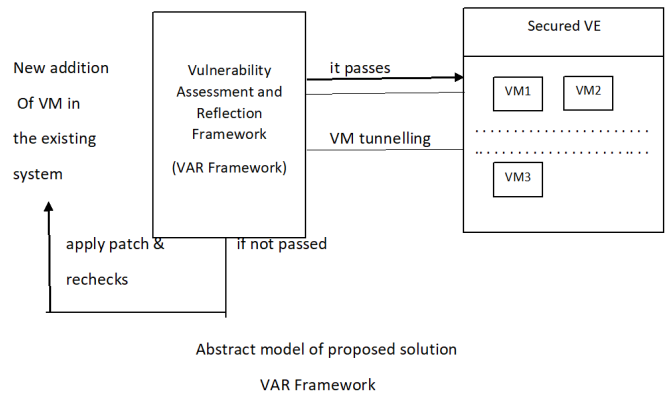 New addition
Of VM in
the existing
system
Vulnerability
Assessment and
Reflection
Framework
(VAR Framework)
it passes
VM tunnelling
Secured VE
VM1
VM2
VM3
apply patch &
rechecks
if not passed
Abstract model of proposed solution
VAR Framework